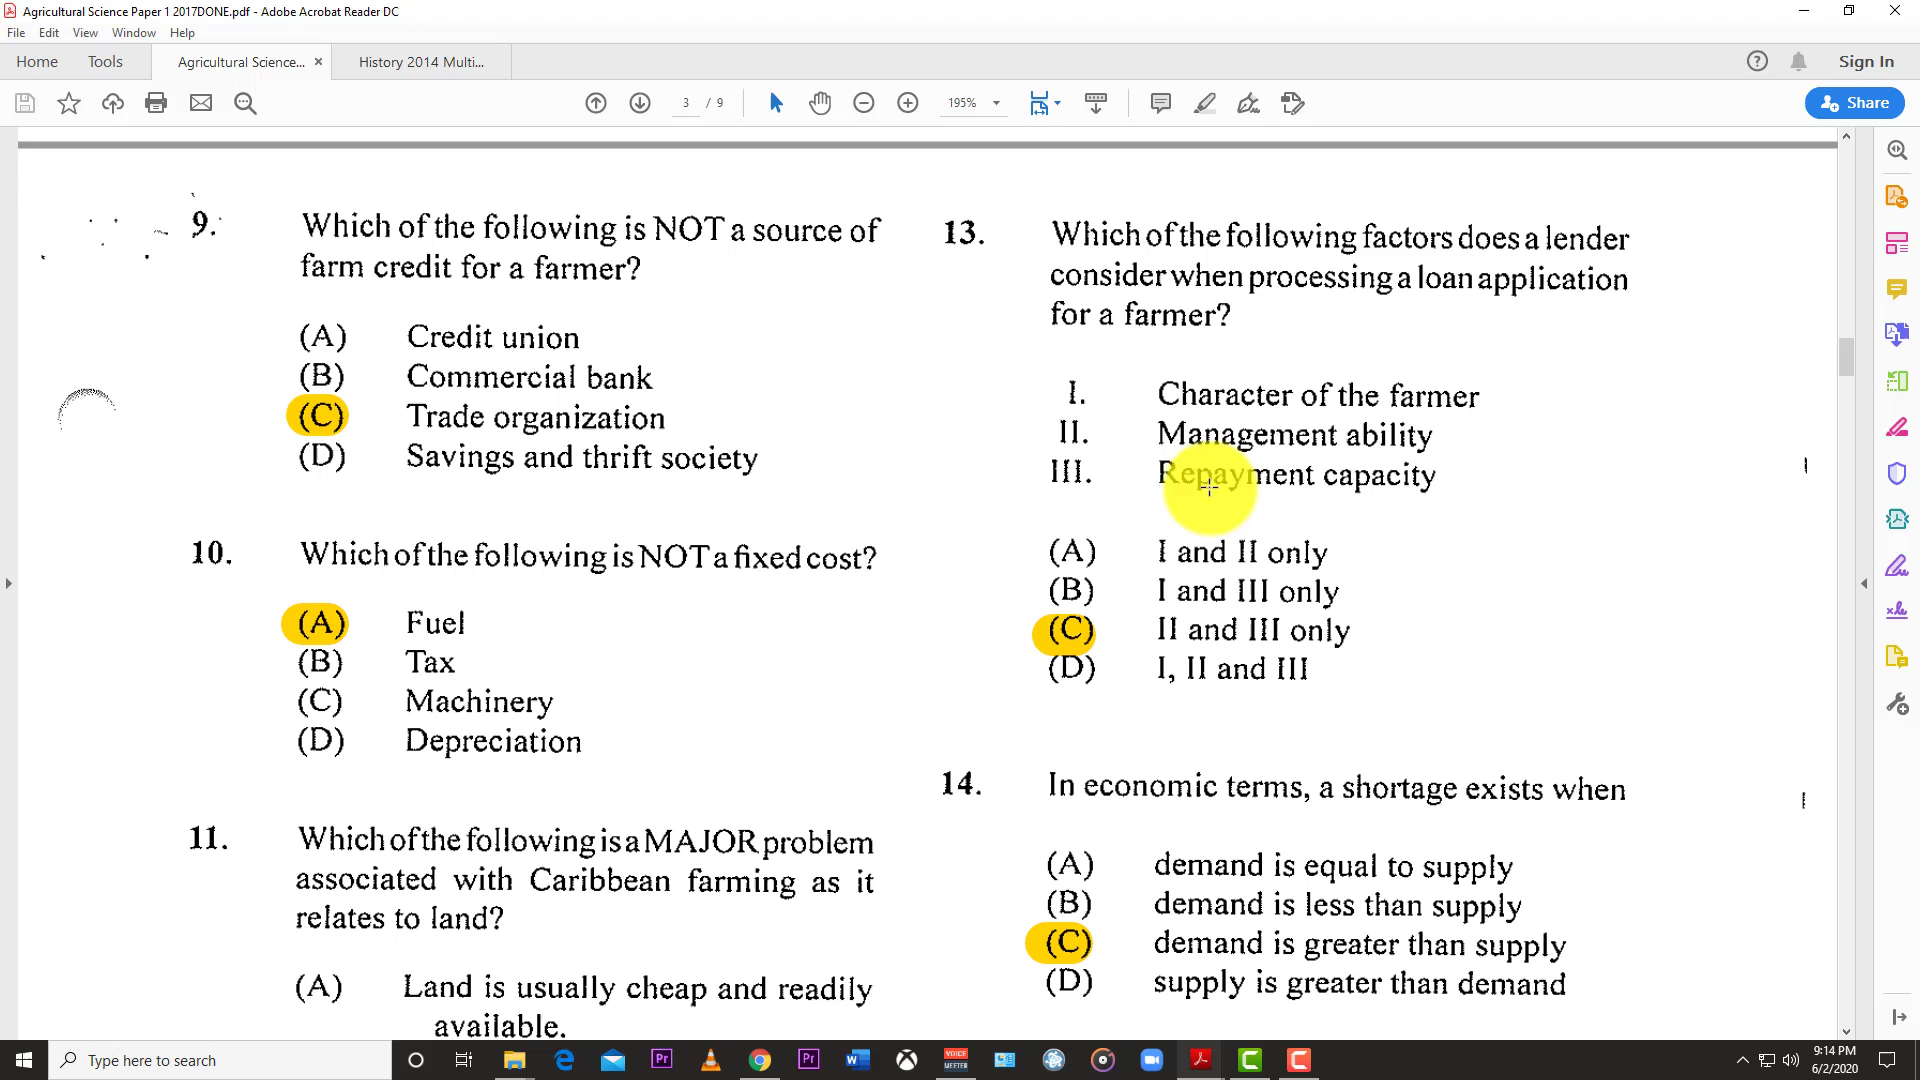 Agricultural Science Paper 1 2017DONE.pdf - Adobe Acrobat Reader DC
File Edit View Window Help
Home Tools Agricultural Science... × History 2014 Multi... Sign In
3 / 9 195% Share
9. Which of the following is NOT a source of
farm credit for a farmer?
(A) Credit union
(B) Commercial bank
(C) Trade organization
(D) Savings and thrift society
10. Which of the following is NOT a fixed cost?
(A) Fuel
(B) Tax
(C) Machinery
(D) Depreciation
11. Which of the following is a MAJOR problem
associated with Caribbean farming as it
relates to land?
(A) Land is usually cheap and readily
available.
13. Which of the following factors does a lender
consider when processing a loan application
for a farmer?
I. Character of the farmer
II. Management ability
III. Repayment capacity
(A) I and II only
(B) I and III only
(C) II and III only
(D) I, II and III
14. In economic terms, a shortage exists when
(A) demand is equal to supply
(B) demand is less than supply
(C) demand is greater than supply
(D) supply is greater than demand
Type here to search
Pr Pr VOICE MEETER
9:14 PM
6/2/2020